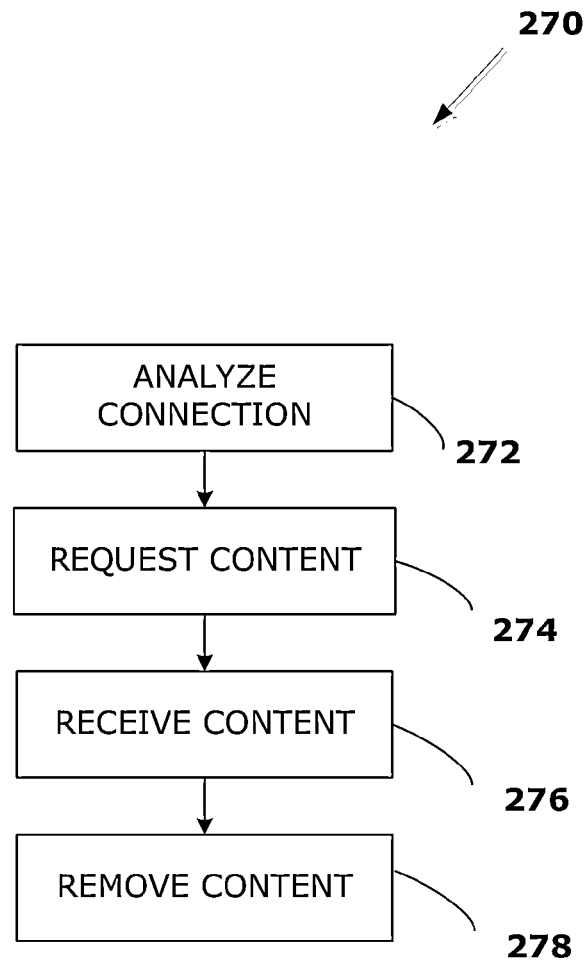 270
ANALYZE
CONNECTION
272
REQUEST CONTENT
274
RECEIVE CONTENT
276
REMOVE CONTENT
278